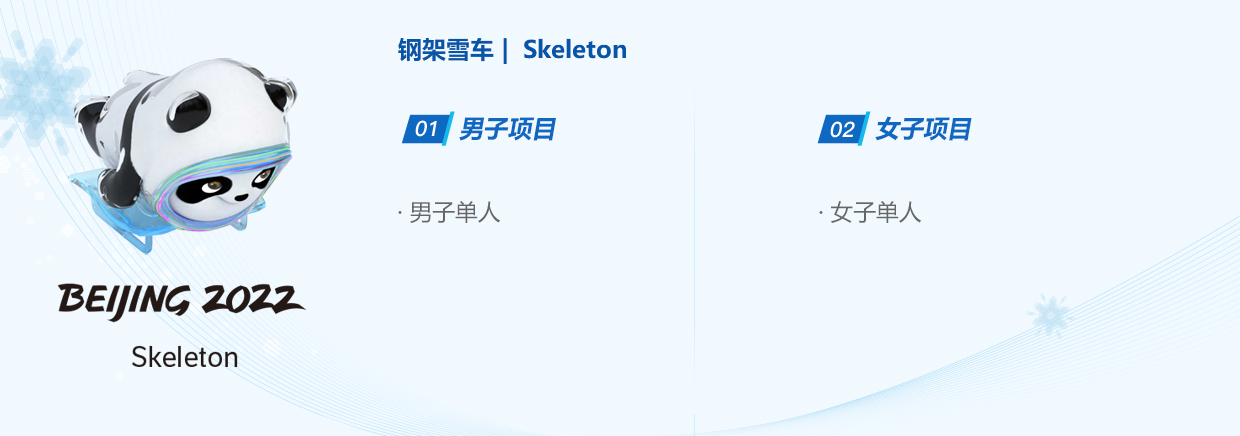 钢架雪车 | Skeleton
01 男子项目
· 男子单人
02 女子项目
· 女子单人
BEIJING 2022
Skeleton